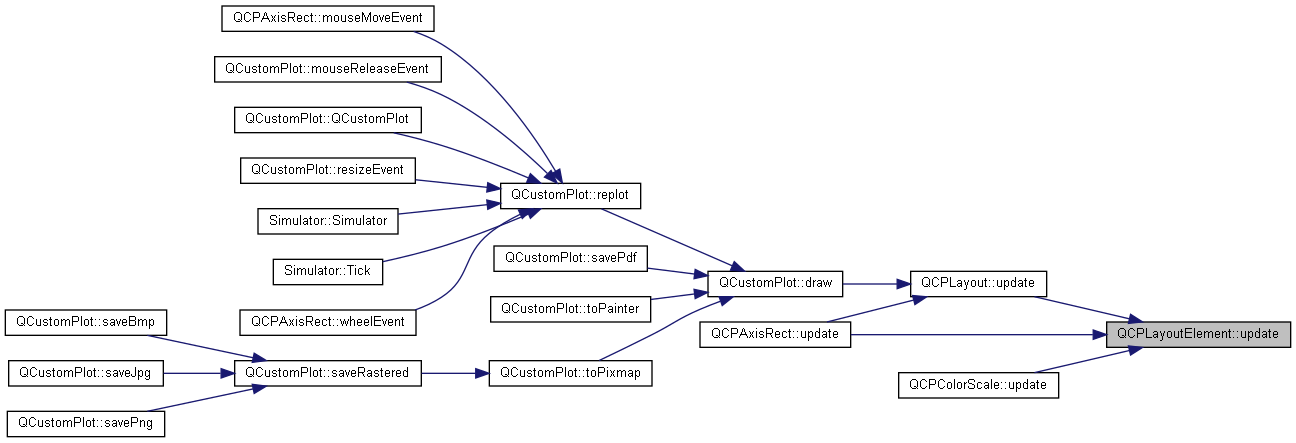 QCPAxisRect::mouseMoveEvent
QCustomPlot::mouseReleaseEvent
QCustomPlot::QCustomPlot
QCustomPlot::resizeEvent
QCustomPlot::replot
Simulator::Simulator
QCustomPlot::savePdf
Simulator::Tick
QCustomPlot::draw
QCPLayout::update
QCustomPlot::toPainter
QCPAxisRect::wheelEvent
QCustomPlot::saveBmp
QCPAxisRect::update
QCPLayoutElement::update
QCustomPlot::saveJpg
QCustomPlot::saveRastered
QCustomPlot::toPixmap
QCPColorScale::update
QCustomPlot::savePng